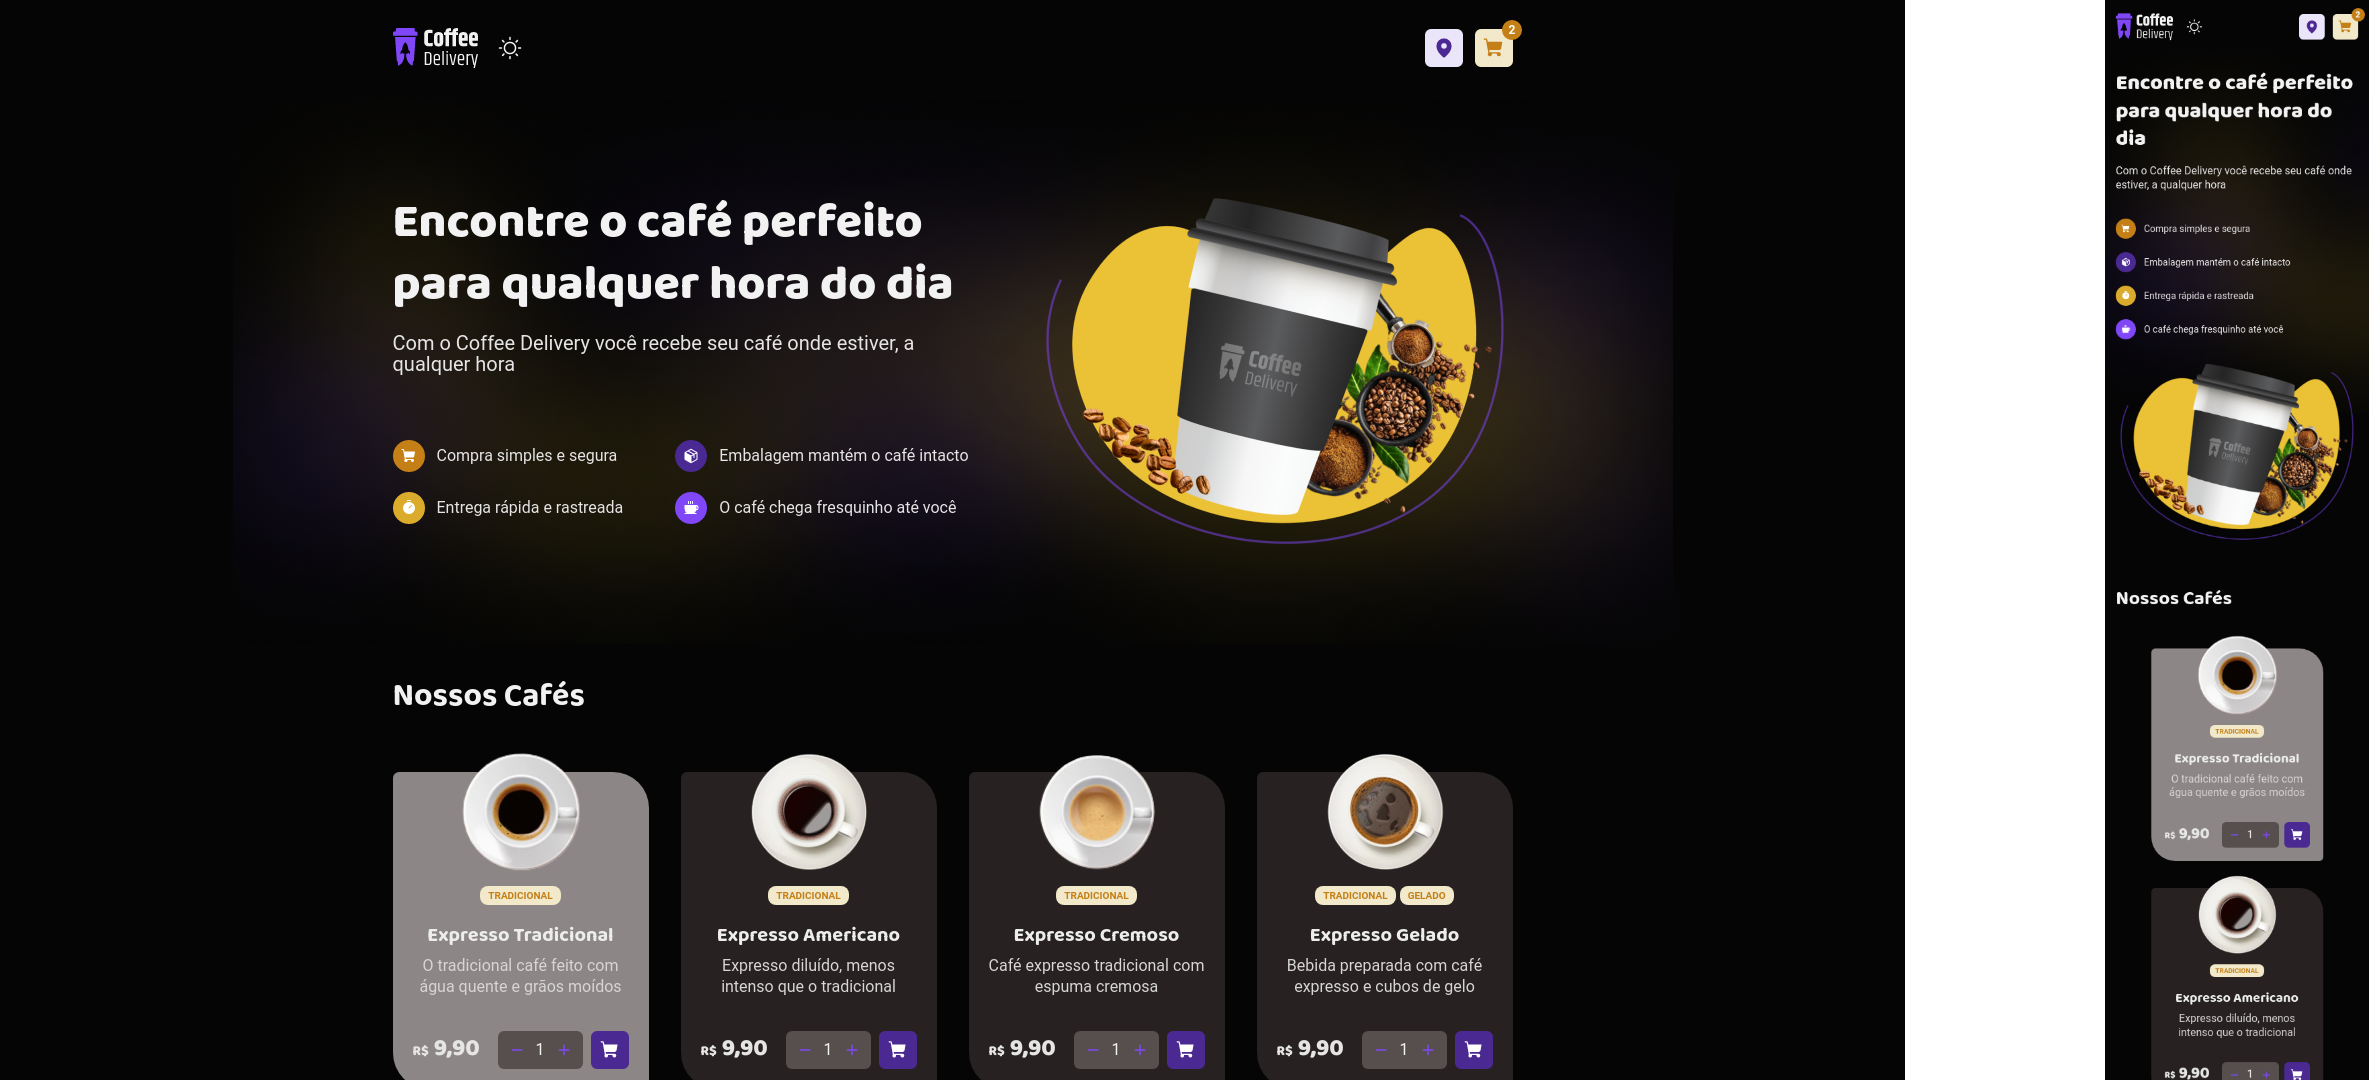 Coffee
Delivery
2
Encontre o café perfeito
para qualquer hora do dia
Com o Coffee Delivery você recebe seu café onde estiver, a
qualquer hora
Compra simples e segura
Embalagem mantém o café intacto
Entrega rápida e rastreada
O café chega fresquinho até você
Coffee
Delivery
Nossos Cafés
TRADICIONAL
Expresso Tradicional
O tradicional café feito com
água quente e grãos moídos
R$ 9,90
− 1 +
TRADICIONAL
Expresso Americano
Expresso diluído, menos
intenso que o tradicional
R$ 9,90
− 1 +
TRADICIONAL
Expresso Cremoso
Café expresso tradicional com
espuma cremosa
R$ 9,90
− 1 +
TRADICIONAL GELADO
Expresso Gelado
Bebida preparada com café
expresso e cubos de gelo
R$ 9,90
− 1 +
Coffee
Delivery
2
Encontre o café perfeito
para qualquer hora do
dia
Com o Coffee Delivery você recebe seu café onde
estiver, a qualquer hora
Compra simples e segura
Embalagem mantém o café intacto
Entrega rápida e rastreada
O café chega fresquinho até você
Coffee
Delivery
Nossos Cafés
TRADICIONAL
Expresso Tradicional
O tradicional café feito com
água quente e grãos moídos
R$ 9,90
− 1 +
TRADICIONAL
Expresso Americano
Expresso diluído, menos
intenso que o tradicional
R$ 9,90
− 1 +